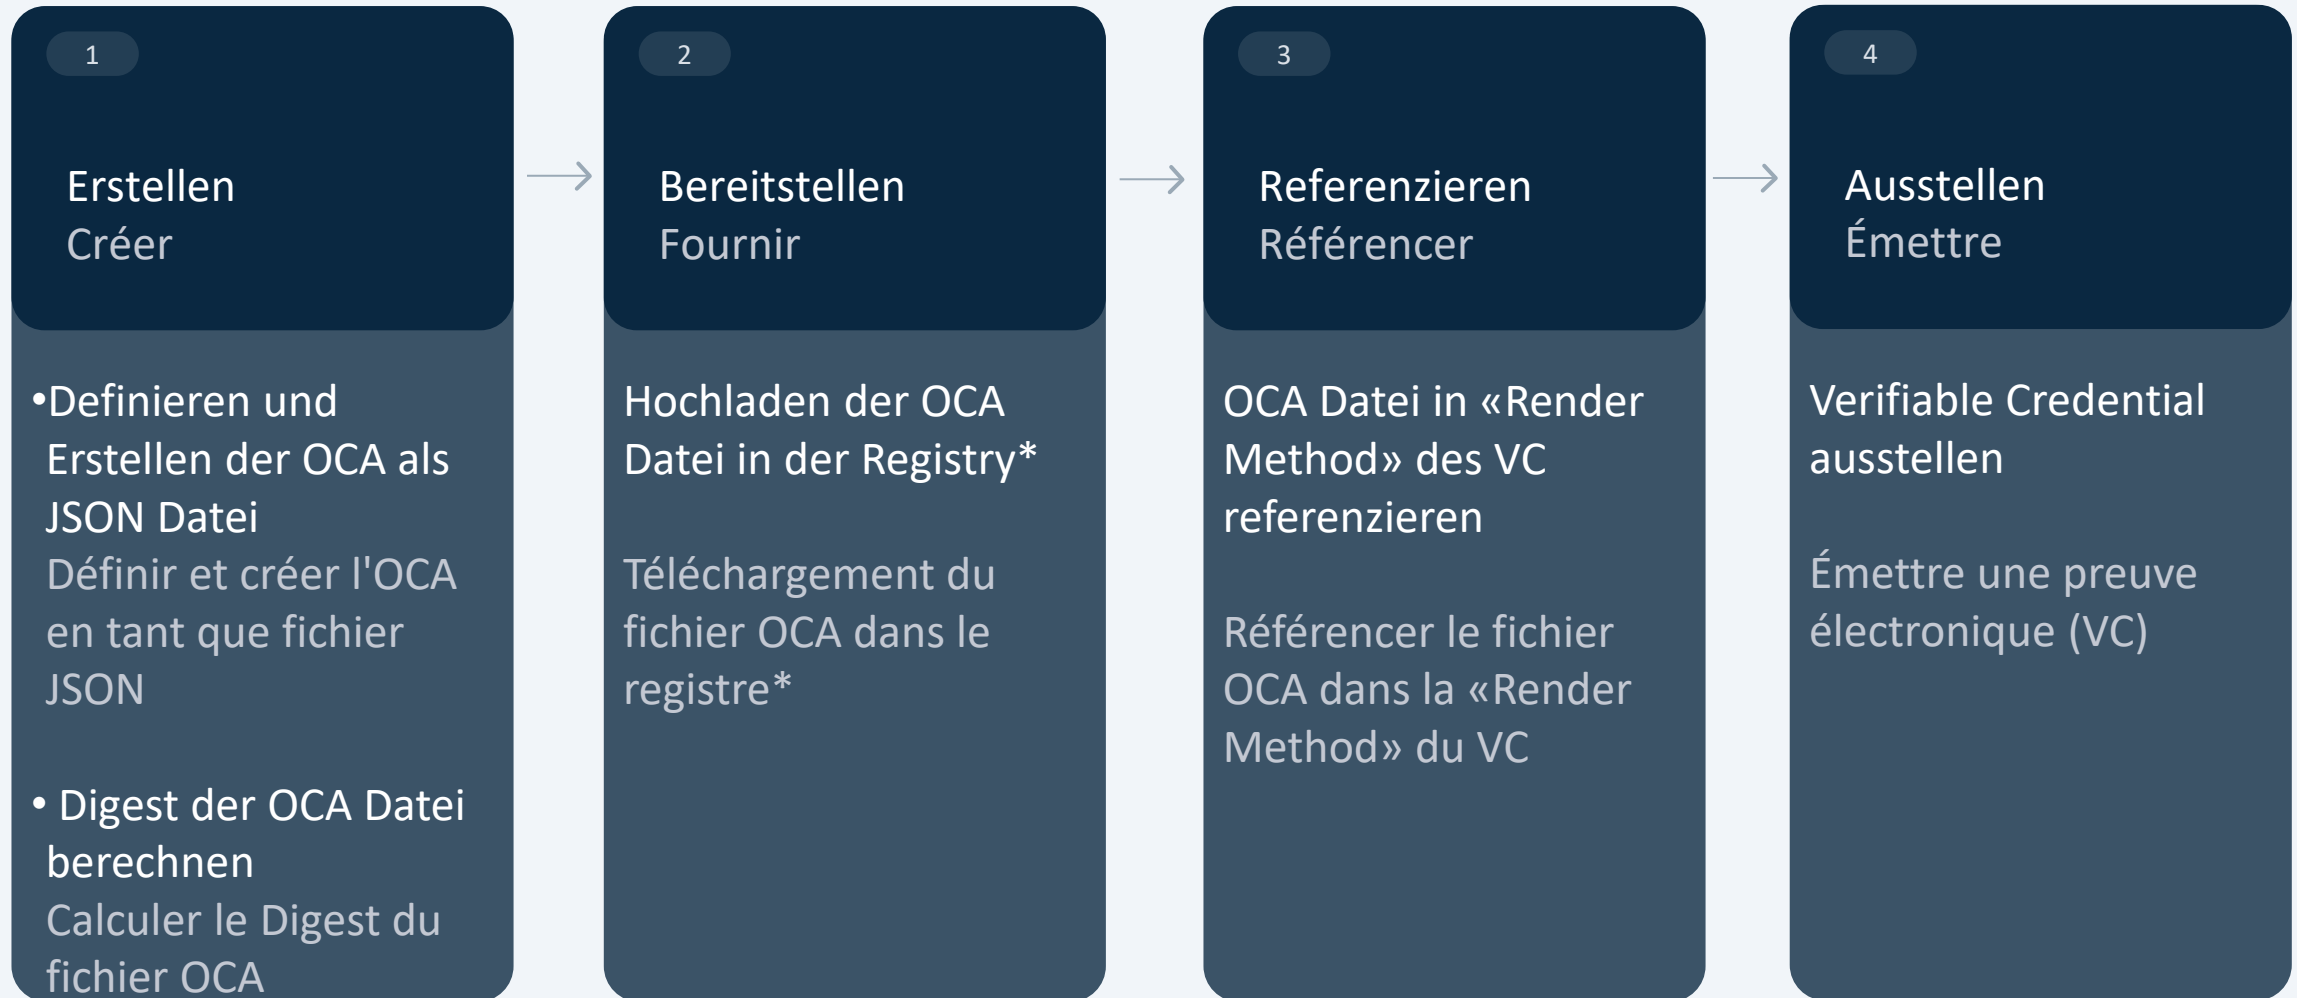 1
Erstellen
Créer
•Definieren und
Erstellen der OCA als
JSON Datei
Définir et créer l'OCA
en tant que fichier
JSON
• Digest der OCA Datei
berechnen
Calculer le Digest du
fichier OCA
2
Bereitstellen
Fournir
Hochladen der OCA
Datei in der Registry*
Téléchargement du
fichier OCA dans le
registre*
3
Referenzieren
Référencer
OCA Datei in «Render
Method» des VC
referenzieren
Référencer le fichier
OCA dans la «Render
Method» du VC
4
Ausstellen
Émettre
Verifiable Credential
ausstellen
Émettre une preuve
électronique (VC)